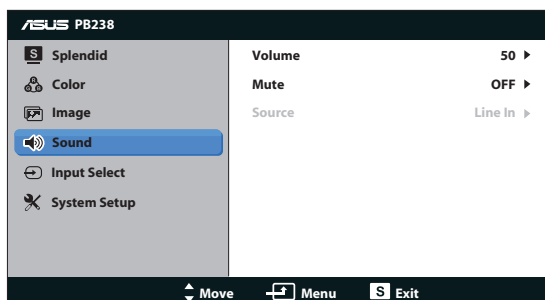 ASUS PB238
S Splendid
Color
Image
Sound
Input Select
System Setup
Volume 50
Mute OFF
Source Line In
Move Menu S Exit